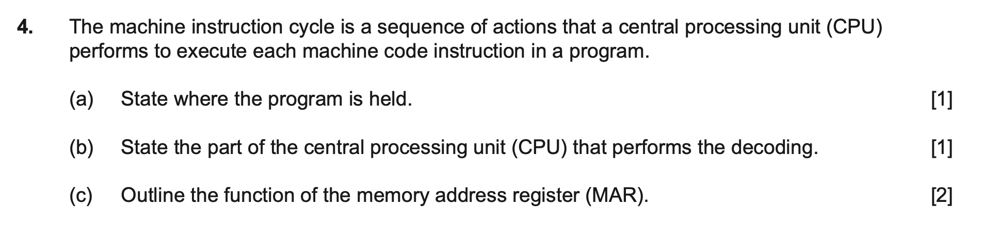 4. The machine instruction cycle is a sequence of actions that a central processing unit (CPU)
performs to execute each machine code instruction in a program.
(a) State where the program is held. [1]
(b) State the part of the central processing unit (CPU) that performs the decoding. [1]
(c) Outline the function of the memory address register (MAR). [2]